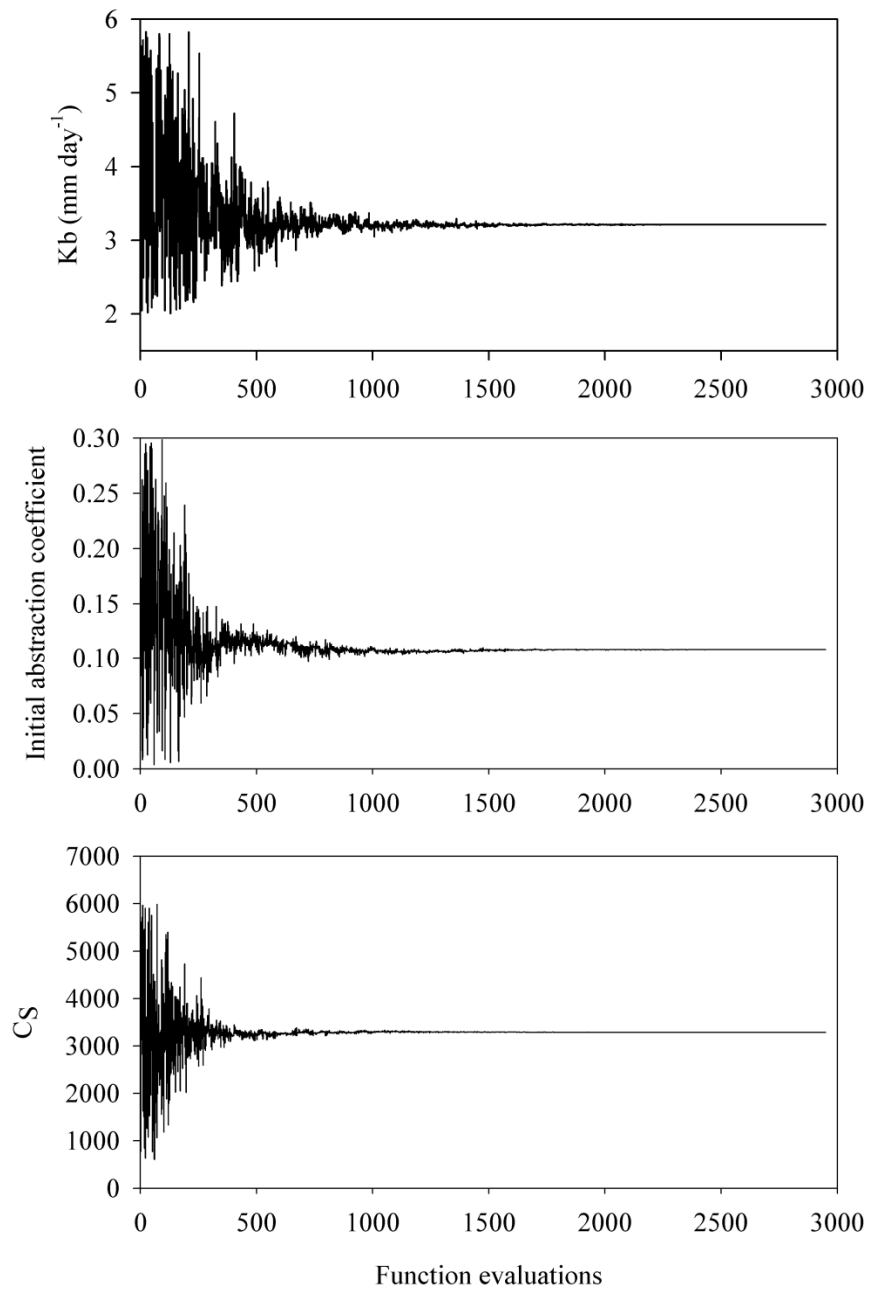 Kb (mm day⁻¹)
6
5
4
3
2
0 500 1000 1500 2000 2500 3000
Initial abstraction coefficient
0.30
0.25
0.20
0.15
0.10
0.05
0.00
0 500 1000 1500 2000 2500 3000
CS
7000
6000
5000
4000
3000
2000
1000
0
0 500 1000 1500 2000 2500 3000
Function evaluations